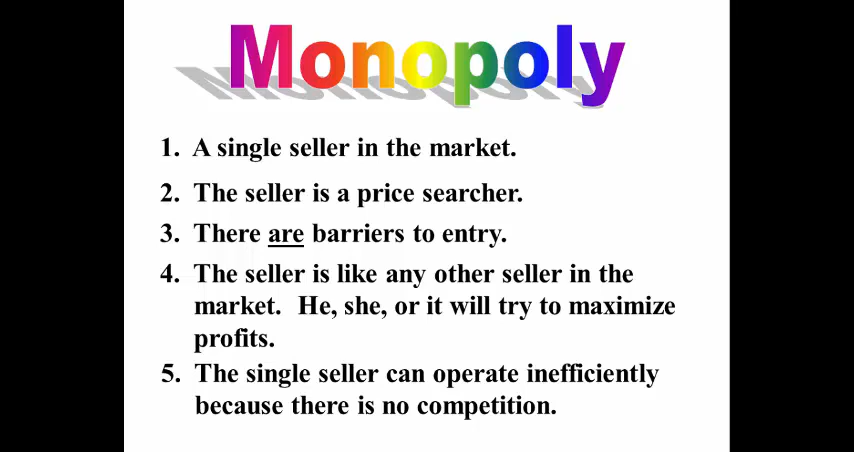 Monopoly
1. A single seller in the market.
2. The seller is a price searcher.
3. There are barriers to entry.
4. The seller is like any other seller in the
market. He, she, or it will try to maximize
profits.
5. The single seller can operate inefficiently
because there is no competition.